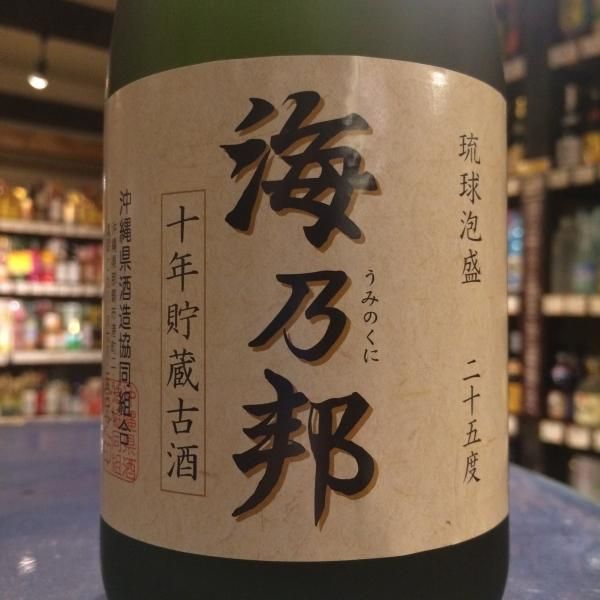 琉球泡盛 二十五度
海乃邦
うみのくに
十年貯蔵古酒
沖縄県酒造協同組合